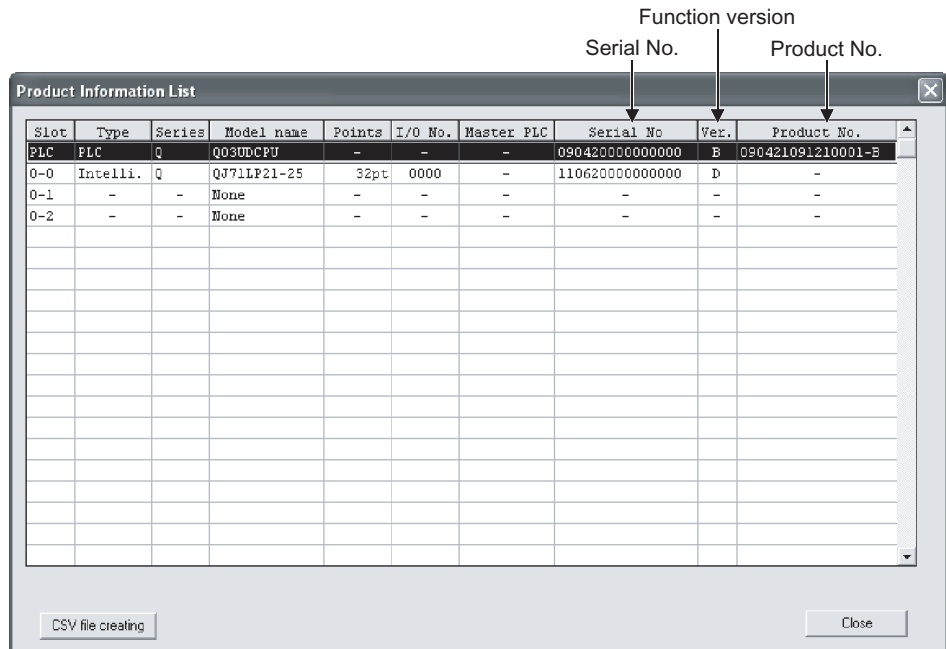 Function version
Serial No.
Product No.
Product Information List
Slot Type Series Model name Points I/O No. Master PLC Serial No Ver. Product No.
PLC PLC Q Q03UDCPU - - - 090420000000000 B 090421091210001-B
0-0 Intelli. Q QJ71LP21-25 32pt 0000 - 110620000000000 D -
0-1 - - None - - - - - -
0-2 - - None - - - - - -
CSV file creating
Close